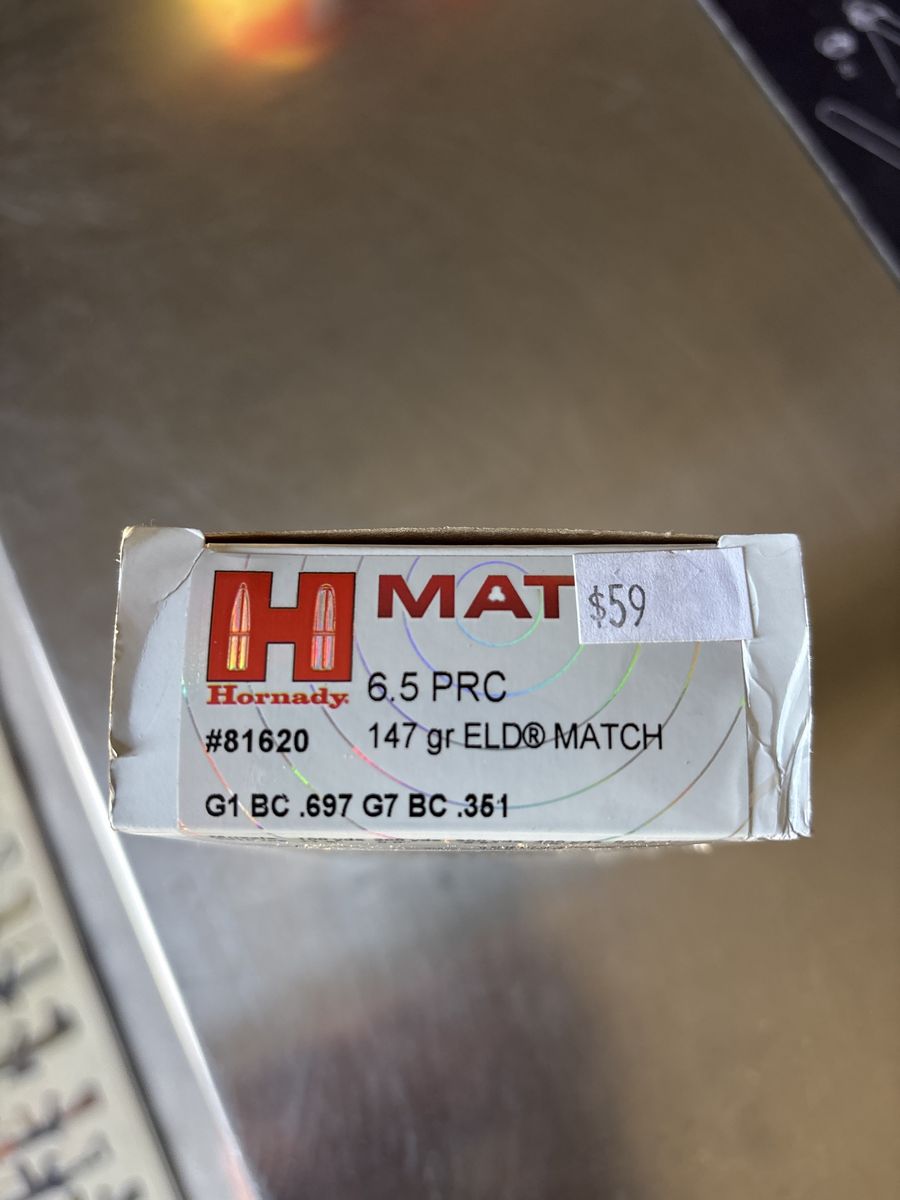 MAT
$59
Hornady.
6.5 PRC
#81620
147 gr ELD® MATCH
G1 BC .697 G7 BC .351